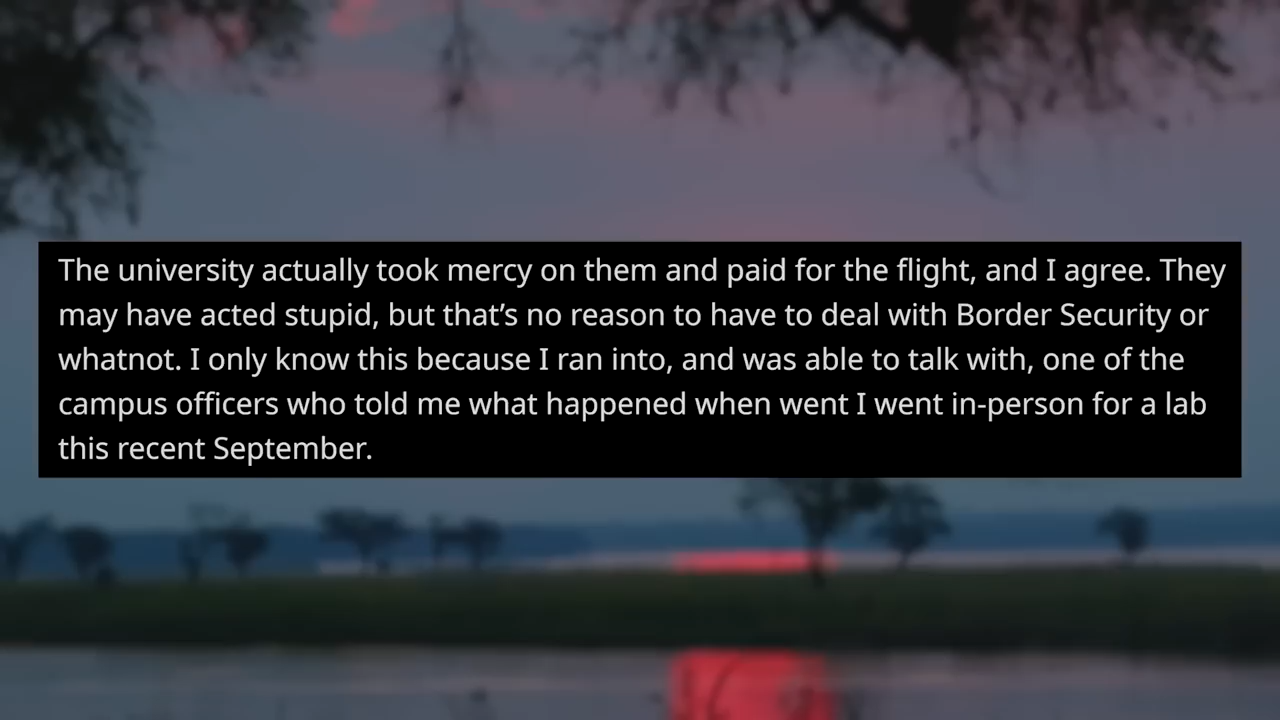 The university actually took mercy on them and paid for the flight, and I agree. They
may have acted stupid, but that’s no reason to have to deal with Border Security or
whatnot. I only know this because I ran into, and was able to talk with, one of the
campus officers who told me what happened when went I went in-person for a lab
this recent September.